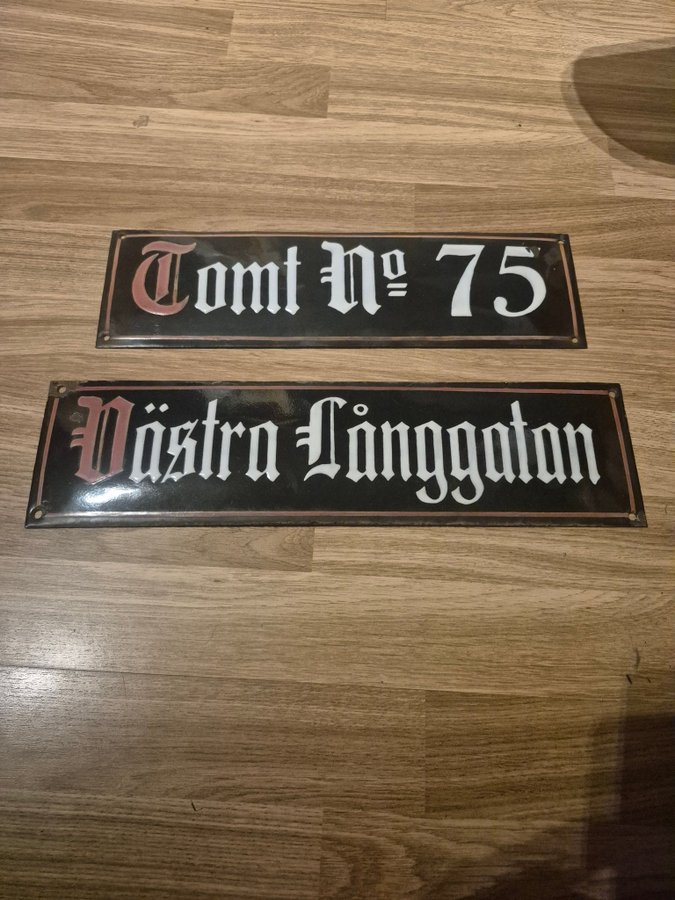 Tomt Nº 75
Västra Långgatan